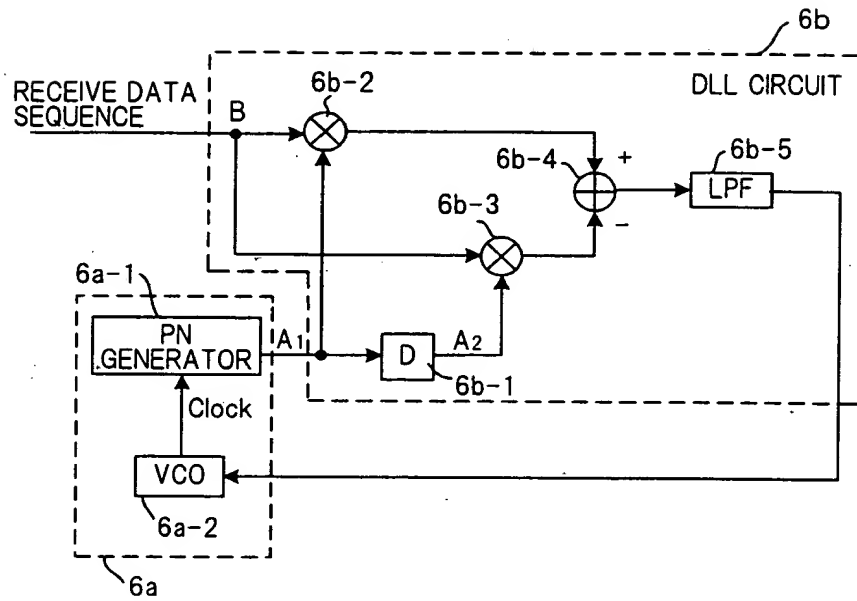 6b
6b-2
DLL CIRCUIT
RECEIVE DATA
SEQUENCE
B
6b-4
+
6b-5
LPF
6b-3
−
6a-1
PN
GENERATOR
A1
D
A2
6b-1
Clock
VCO
6a-2
6a